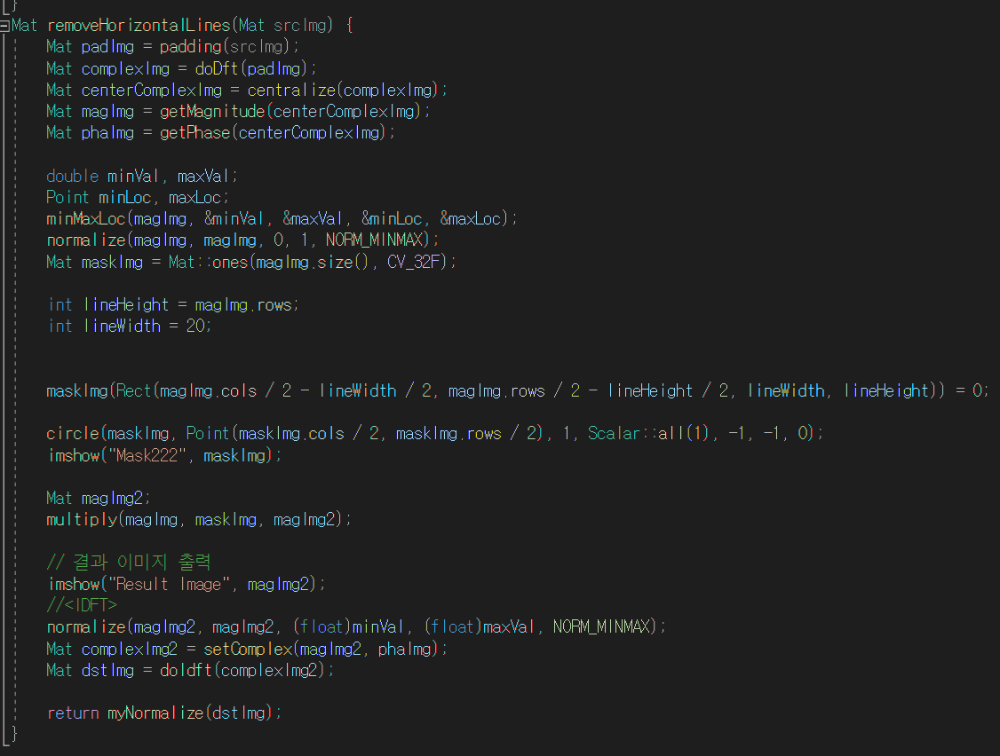 }
Mat removeHorizontalLines(Mat srcImg) {
Mat padImg = padding(srcImg);
Mat complexImg = doDft(padImg);
Mat centerComplexImg = centralize(complexImg);
Mat magImg = getMagnitude(centerComplexImg);
Mat phaImg = getPhase(centerComplexImg);
double minVal, maxVal;
Point minLoc, maxLoc;
minMaxLoc(magImg, &minVal, &maxVal, &minLoc, &maxLoc);
normalize(magImg, magImg, 0, 1, NORM_MINMAX);
Mat maskImg = Mat::ones(magImg.size(), CV_32F);
int lineHeight = magImg.rows;
int lineWidth = 20;
maskImg(Rect(magImg.cols / 2 - lineWidth / 2, magImg.rows / 2 - lineHeight / 2, lineWidth, lineHeight)) = 0;
circle(maskImg, Point(maskImg.cols / 2, maskImg.rows / 2), 1, Scalar::all(1), -1, -1, 0);
imshow("Mask222", maskImg);
Mat magImg2;
multiply(magImg, maskImg, magImg2);
// 결과 이미지 출력
imshow("Result Image", magImg2);
//<IDFT>
normalize(magImg2, magImg2, (float)minVal, (float)maxVal, NORM_MINMAX);
Mat complexImg2 = setComplex(magImg2, phaImg);
Mat dstImg = doIdft(complexImg2);
return myNormalize(dstImg);
}